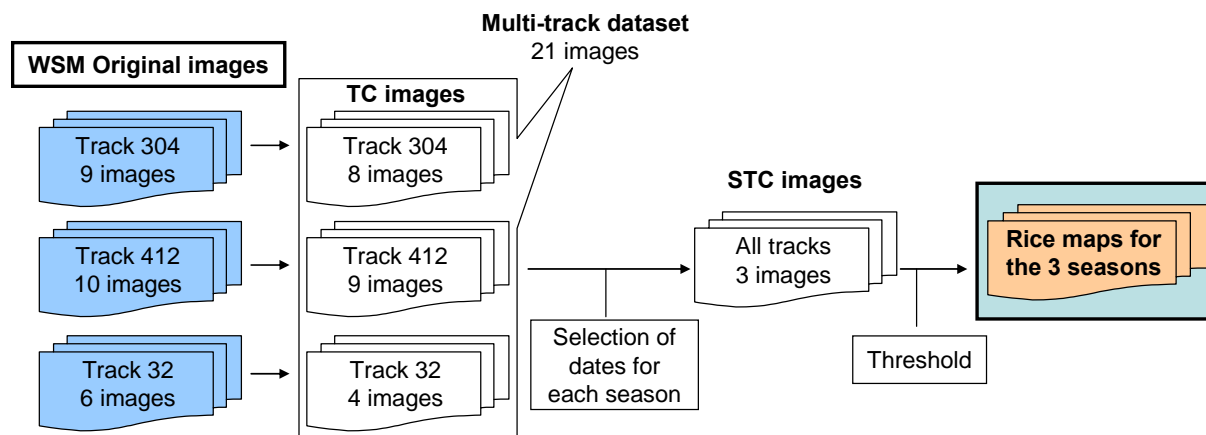 Multi-track dataset
21 images
WSM Original images
TC images
Track 304
9 images
Track 304
8 images
Track 412
10 images
Track 412
9 images
Track 32
6 images
Track 32
4 images
STC images
All tracks
3 images
Rice maps for
the 3 seasons
Selection of
dates for
each season
Threshold